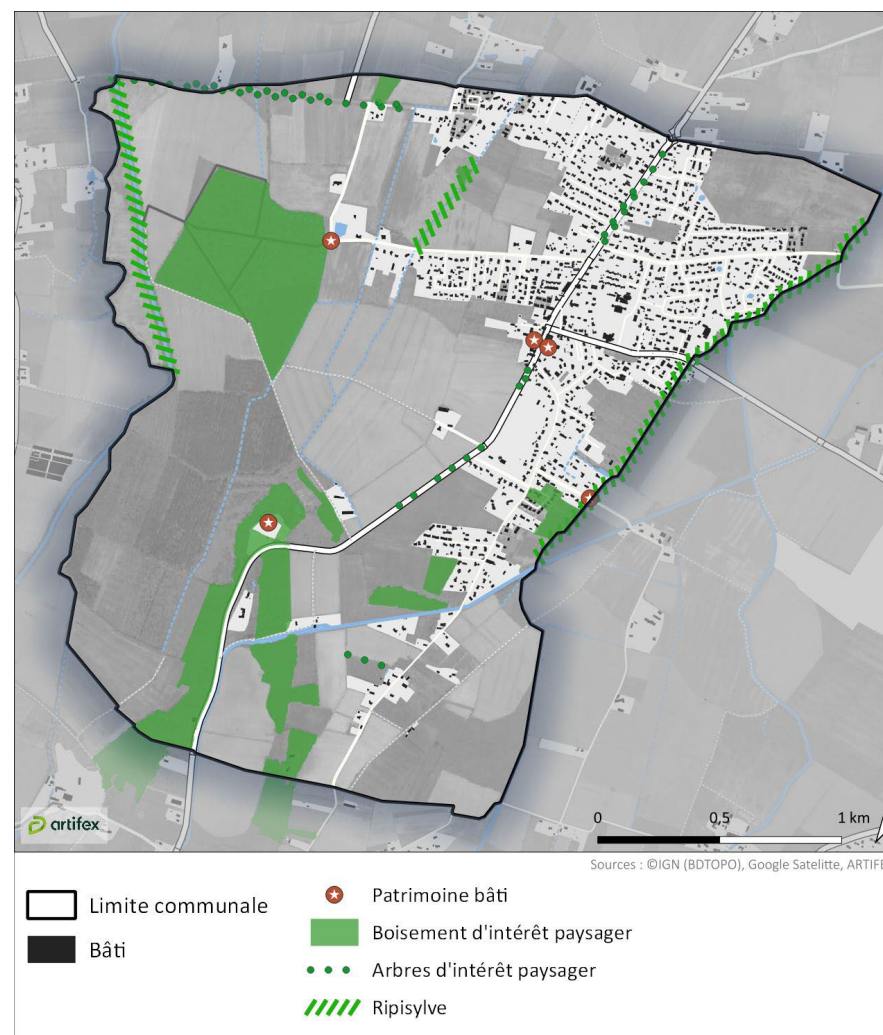 artifex
0 0,5 1 km
Sources : ©IGN (BDTOPO), Google Satelitte, ARTIFE
Limite communale
Bâti
Patrimoine bâti
Boisement d'intérêt paysager
Arbres d'intérêt paysager
Ripisylve